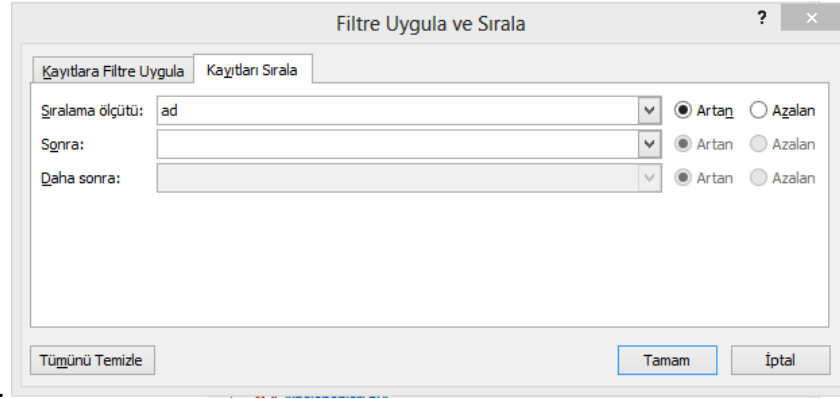 Filtre Uygula ve Sırala ?
Kayıtlara Filtre Uygula Kayıtları Sırala
Sıralama ölçütü: ad Artan Azalan
Sonra: Artan Azalan
Daha sonra: Artan Azalan
Tümünü Temizle Tamam İptal
.